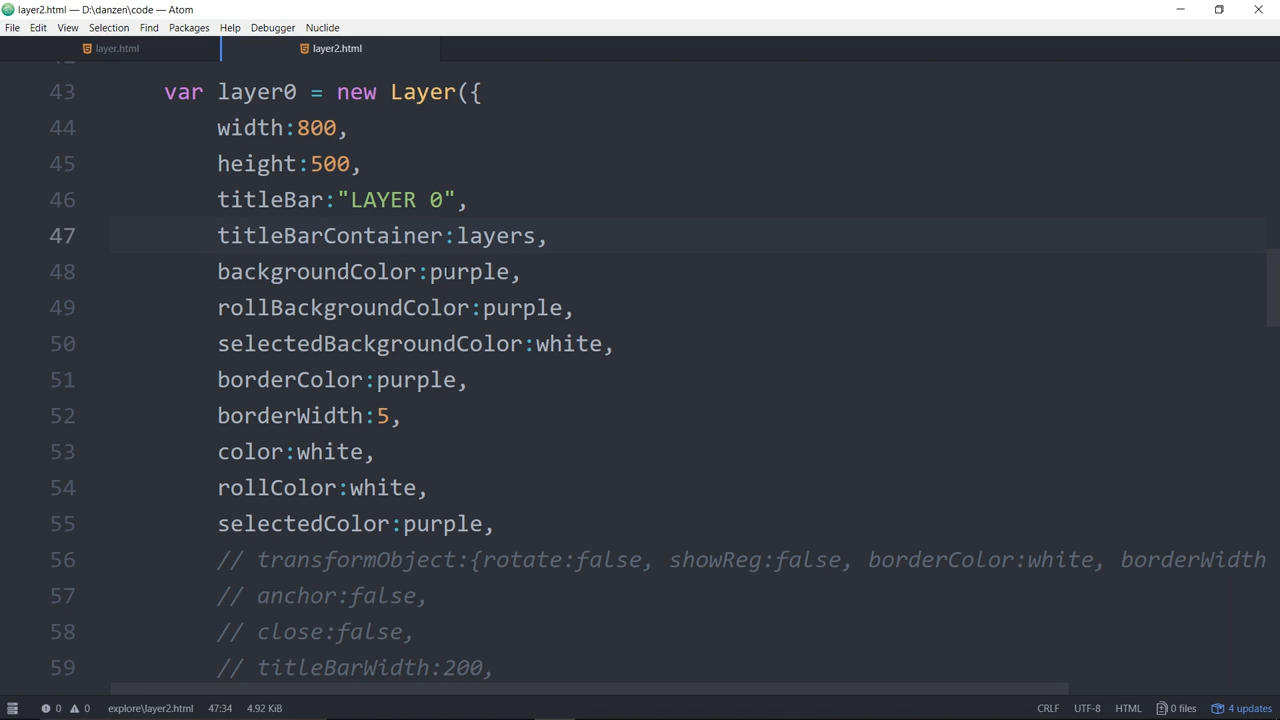 layer2.html — D:\danzen\code — Atom
File Edit View Selection Find Packages Help Debugger Nuclide
layer.html layer2.html
43 var layer0 = new Layer({
44 width:800,
45 height:500,
46 titleBar:"LAYER 0",
47 titleBarContainer:layers,
48 backgroundColor:purple,
49 rollBackgroundColor:purple,
50 selectedBackgroundColor:white,
51 borderColor:purple,
52 borderWidth:5,
53 color:white,
54 rollColor:white,
55 selectedColor:purple,
56 // transformObject:{rotate:false, showReg:false, borderColor:white, borderWidth
57 // anchor:false,
58 // close:false,
59 // titleBarWidth:200,
0 0 explore\layer2.html 47:34 4.92 KiB CRLF UTF-8 HTML 0 files 4 updates